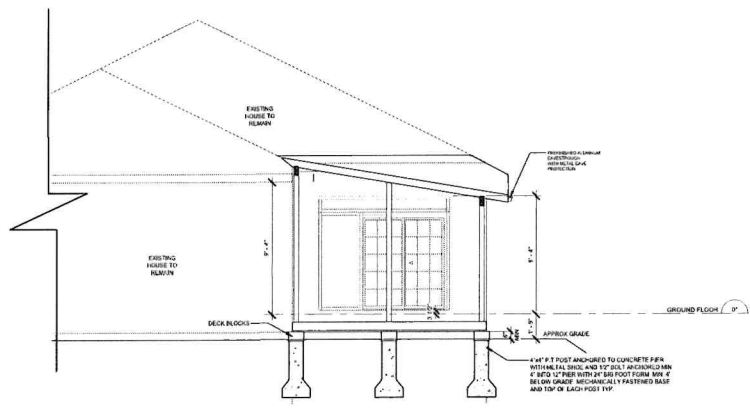 EXISTING
HOUSE TO
REMAIN
PREFINISHED ALUMINUM
EAVESTROUGH
WITH METAL EAVE
PROTECTION
9'-4"
EXISTING
HOUSE TO
REMAIN
GROUND FLOOR 0"
DECK BLOCKS
APPROX GRADE
4"x4" P.T POST ANCHORED TO CONCRETE PIER
WITH METAL SHOE AND 1/2" BOLT ANCHORED MIN
4" INTO 12" PIER WITH 24" BIG FOOT FORM MIN 4'
BELOW GRADE MECHANICALLY FASTENED BASE
AND TOP OF EACH POST TYP.